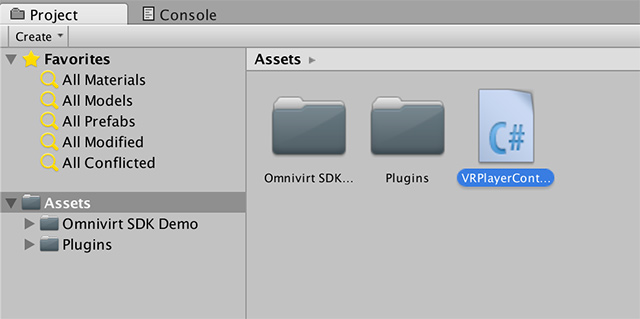 Project
Console
Create
Favorites
All Materials
All Models
All Prefabs
All Modified
All Conflicted
Assets
Omnivirt SDK Demo
Plugins
Assets
C#
Omnivirt SDK...
Plugins
VRPlayerCont...